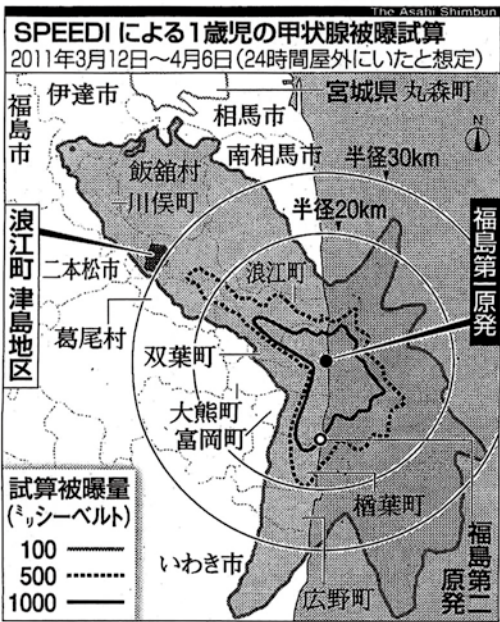 The Asahi Shimbun
SPEEDIによる1歳児の甲状腺被曝試算
2011年3月12日〜4月6日(24時間屋外にいたと想定)
福島市
伊達市
相馬市
宮城県 丸森町
N
飯舘村
川俣町
南相馬市
半径30km
半径20km
福島第一原発
浪江町 津島地区
二本松市
浪江町
葛尾村
双葉町
大熊町
富岡町
楢葉町
福島第二
原発
いわき市
広野町
試算被曝量
(ミリシーベルト)
100
500
1000